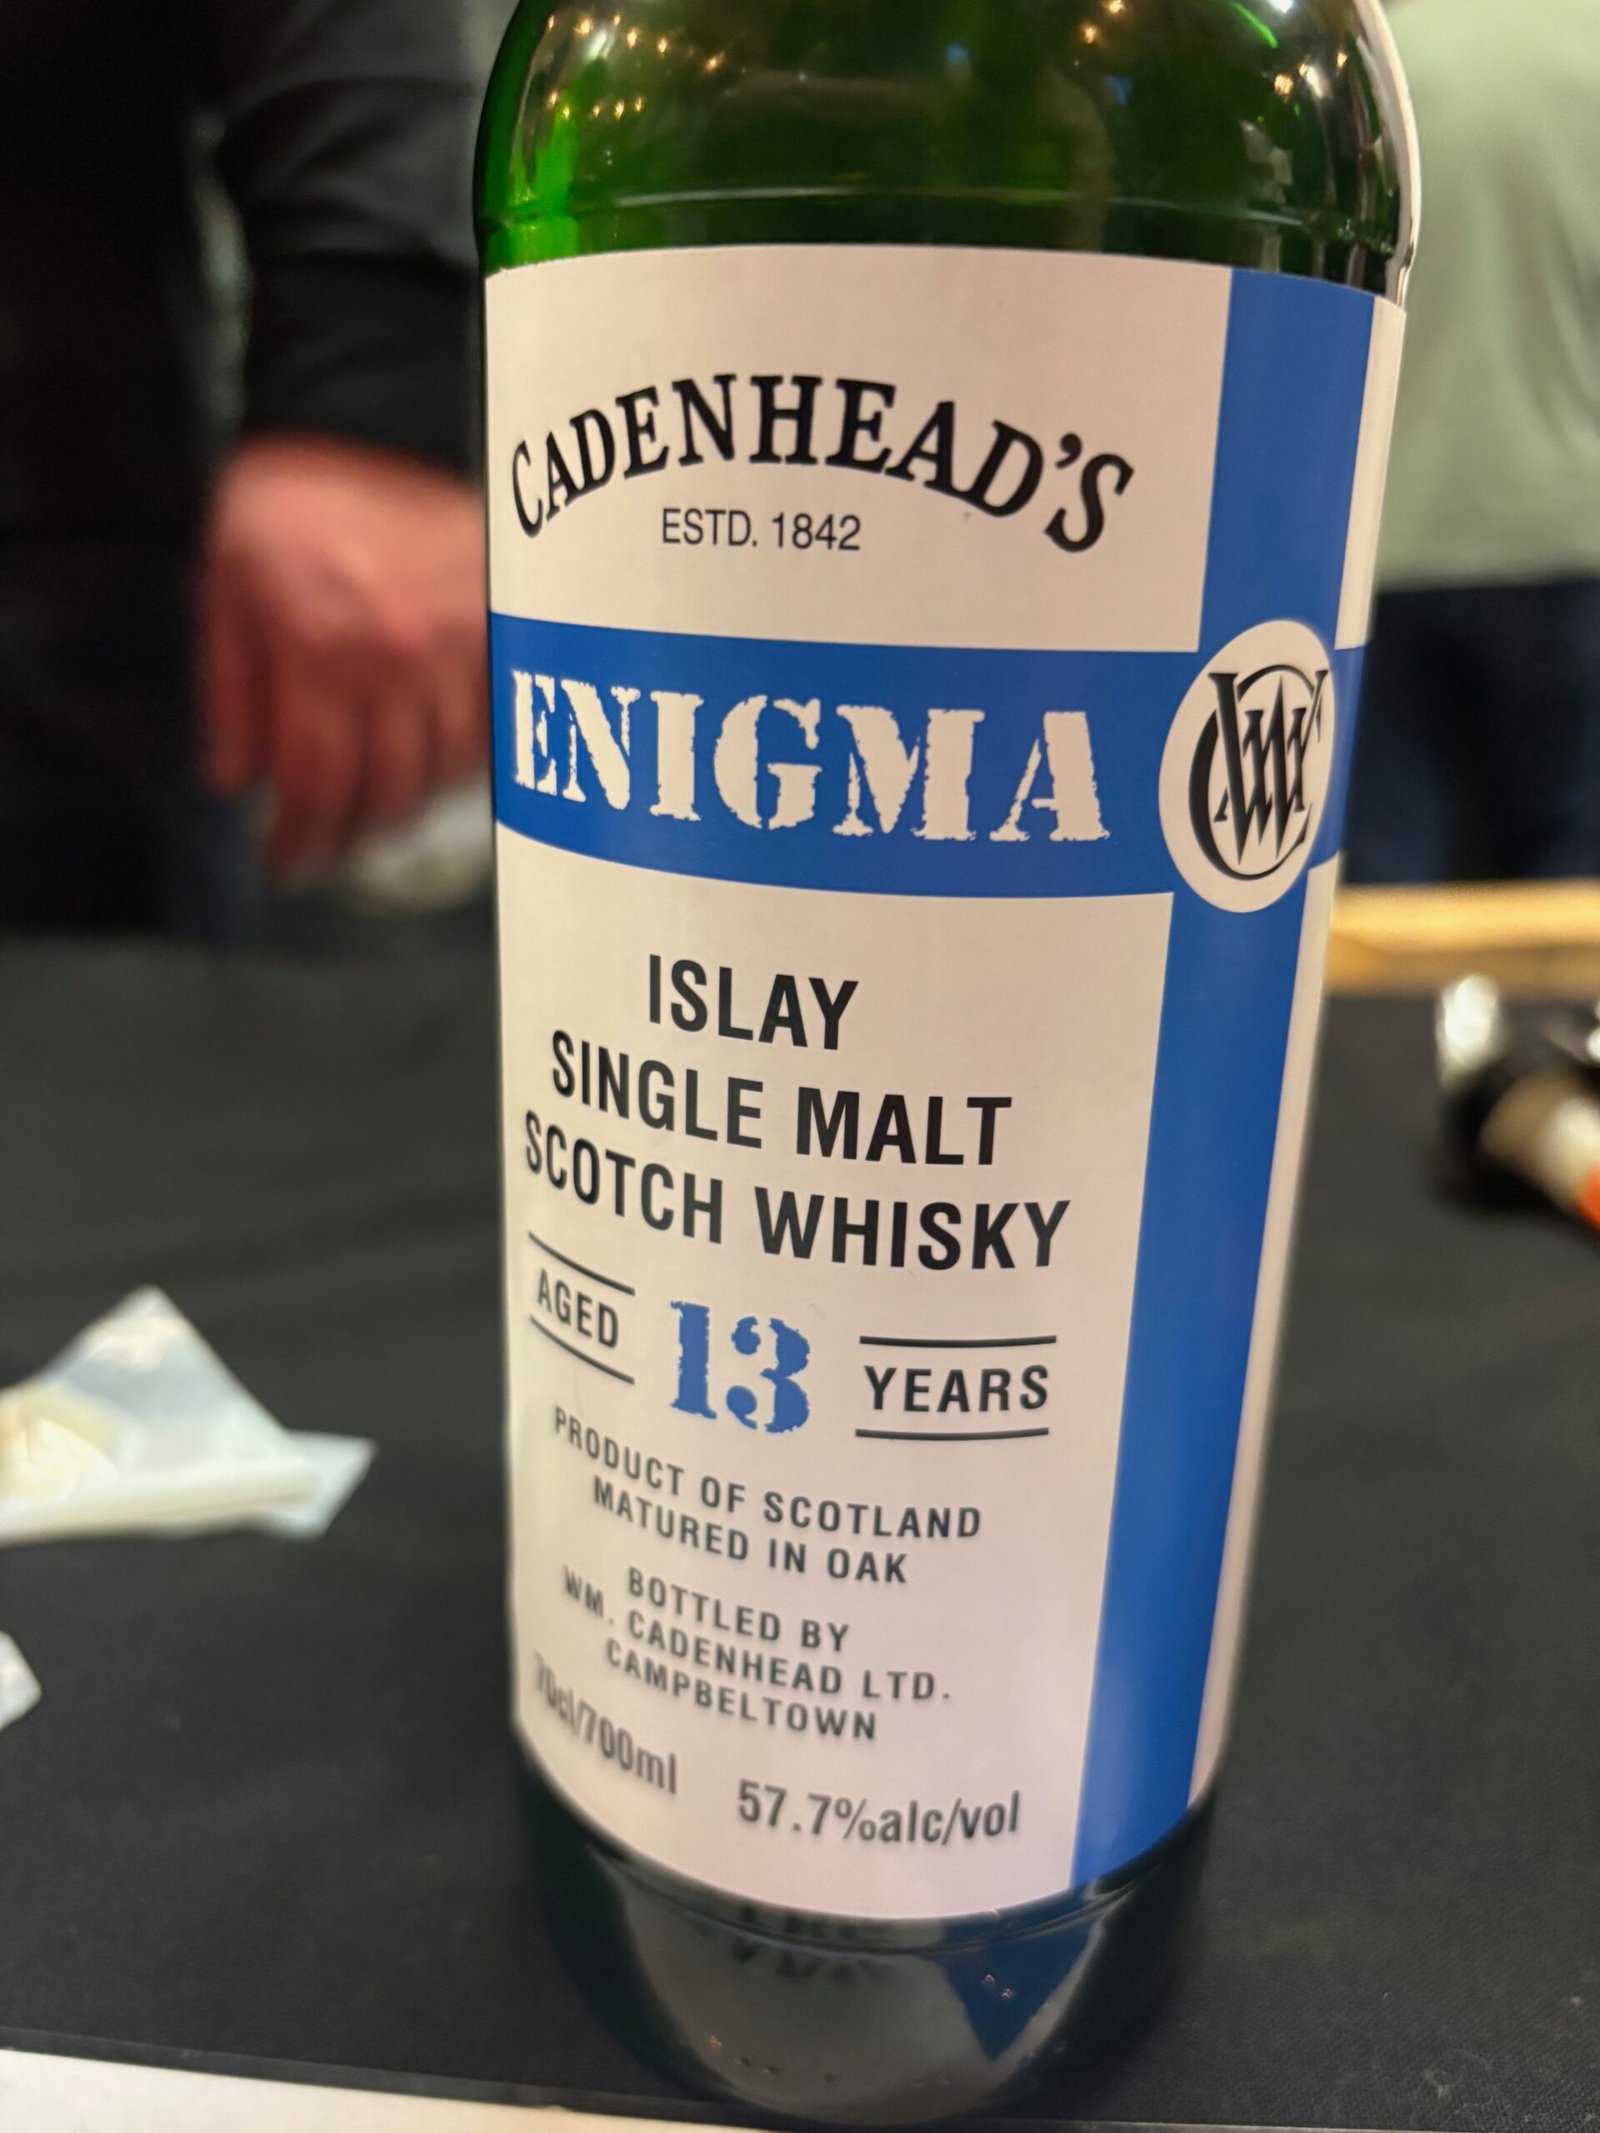 CADENHEAD'S
ESTD. 1842
ENIGMA
ISLAY
SINGLE MALT
SCOTCH WHISKY
AGED 13 YEARS
PRODUCT OF SCOTLAND
MATURED IN OAK
BOTTLED BY
WM. CADENHEAD LTD.
CAMPBELTOWN
70cl/700ml 57.7%alc/vol